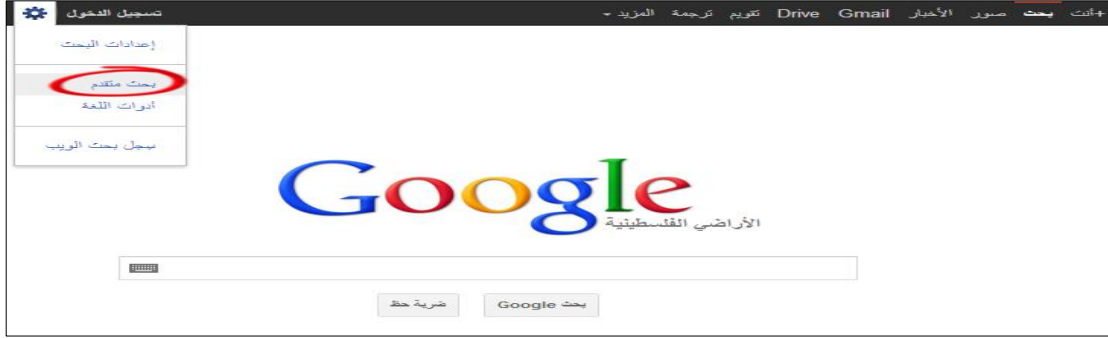 +أنت بحث صور الأخبار Gmail Drive تقويم ترجمة المزيد تسجيل الدخول
إعدادات البحث
بحث متقدم
أدوات اللغة
سجل بحث الويب
Google
الأراضي الفلسطينية
بحث Google ضربة حظ